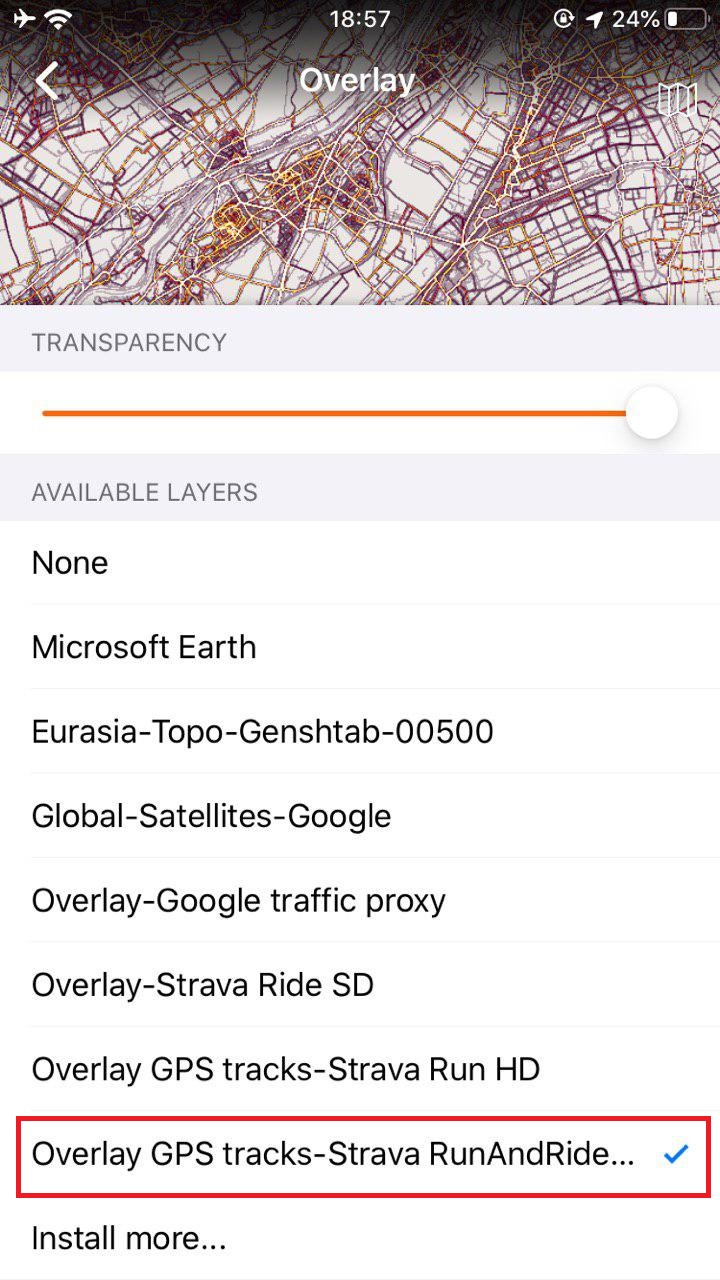 18:57
24%
Overlay
TRANSPARENCY
AVAILABLE LAYERS
None
Microsoft Earth
Eurasia-Topo-Genshtab-00500
Global-Satellites-Google
Overlay-Google traffic proxy
Overlay-Strava Ride SD
Overlay GPS tracks-Strava Run HD
Overlay GPS tracks-Strava RunAndRide...
Install more...